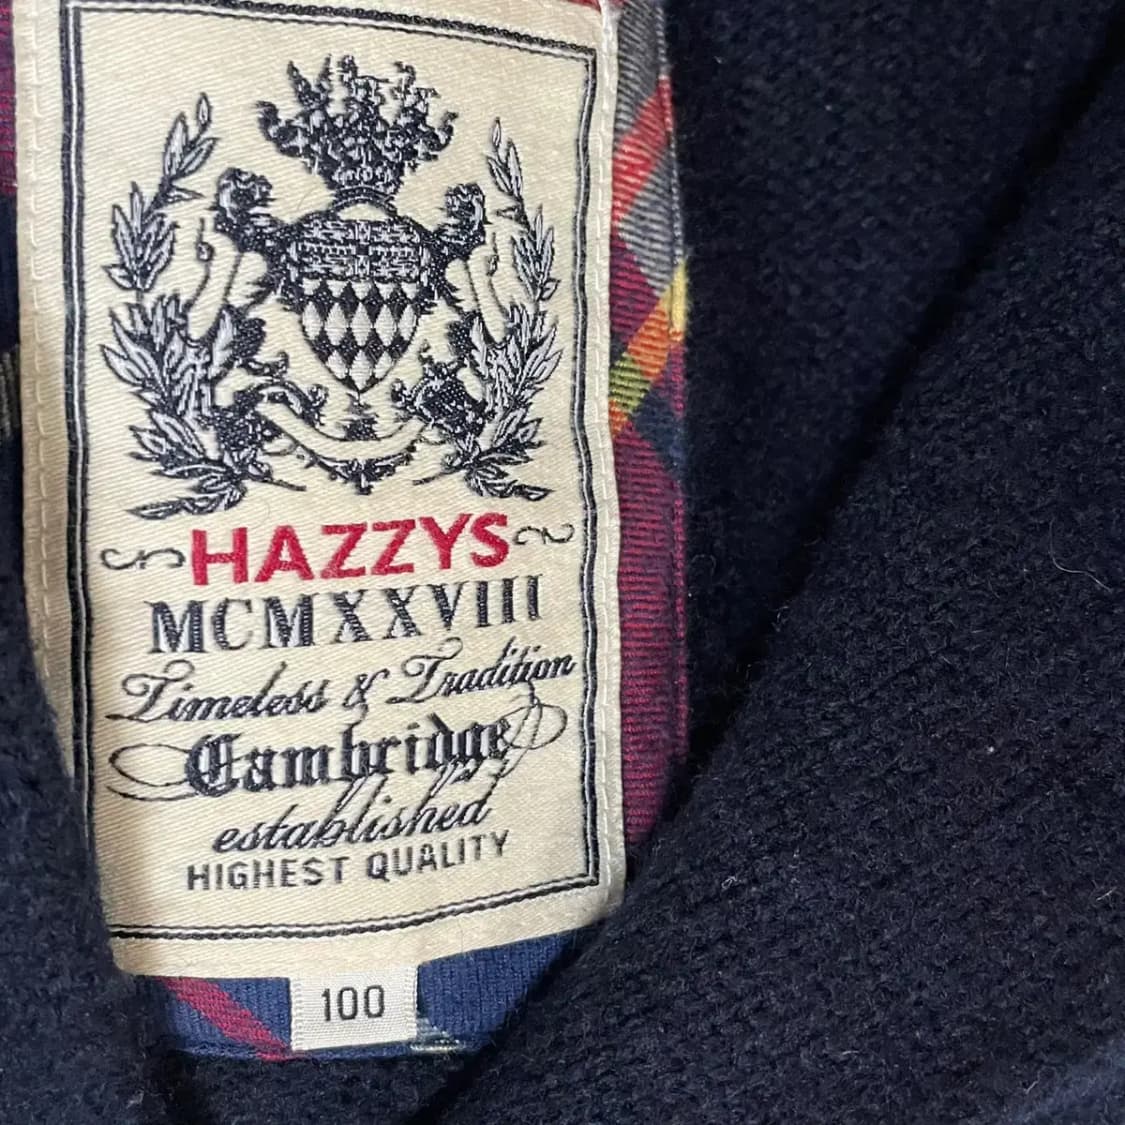 HAZZYS
MCMXXVIII
Timeless & Tradition
Cambridge
established
HIGHEST QUALITY
100